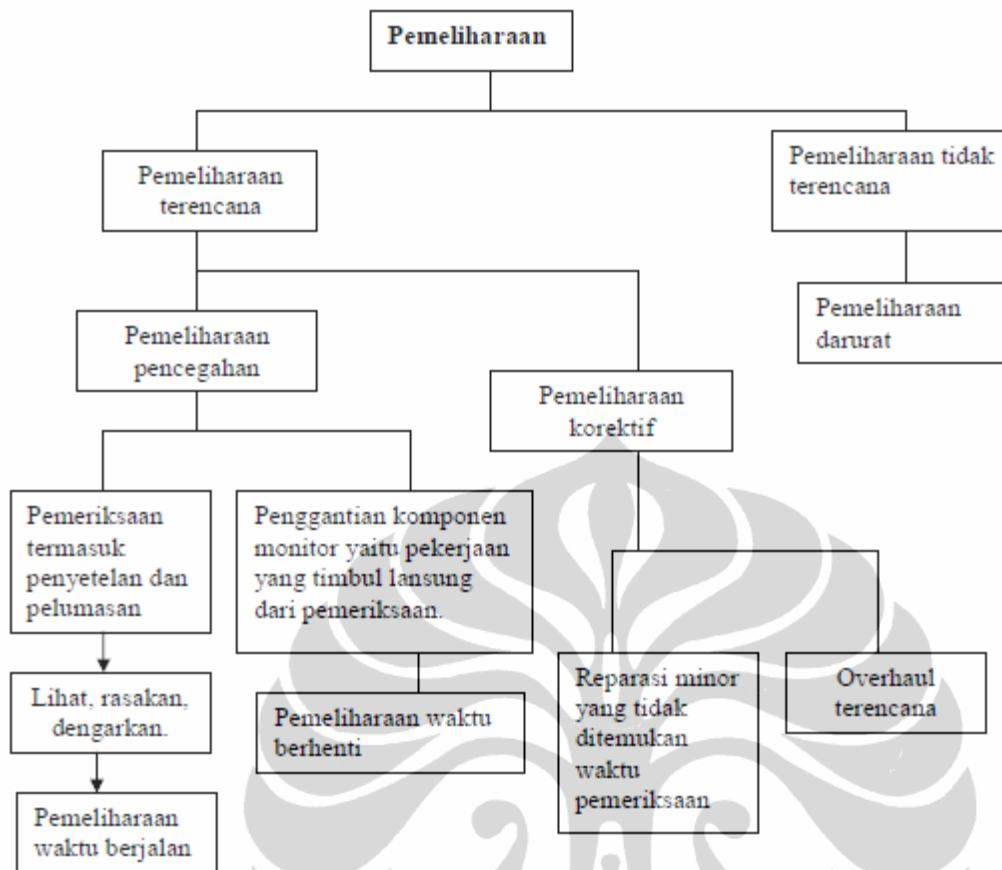 Pemeliharaan
Pemeliharaan
terencana
Pemeliharaan tidak
terencana
Pemeliharaan
pencegahan
Pemeliharaan
darurat
Pemeliharaan
korektif
Pemeriksaan
termasuk
penyetelan dan
pelumasan
Penggantian komponen
monitor yaitu pekerjaan
yang timbul lansung
dari pemeriksaan.
Lihat, rasakan,
dengarkan.
Pemeliharaan waktu
berhenti
Reparasi minor
yang tidak
ditemukan
waktu
pemeriksaan
Overhaul
terencana
Pemeliharaan
waktu berjalan